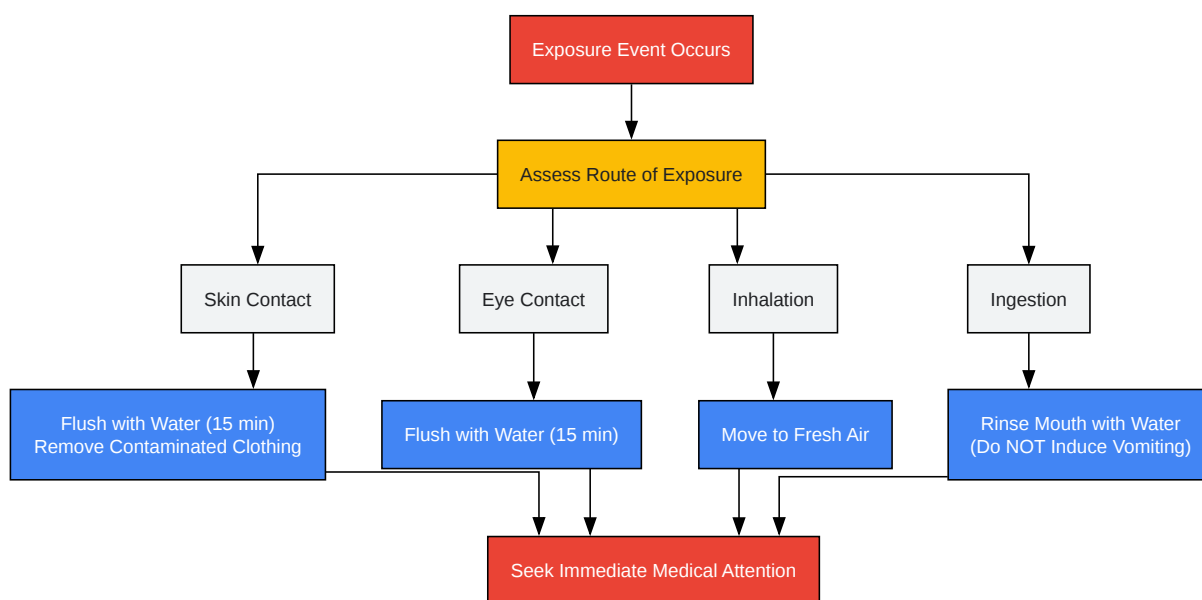 Exposure Event Occurs
Assess Route of Exposure
Skin Contact
Eye Contact
Inhalation
Ingestion
Flush with Water (15 min)
Remove Contaminated Clothing
Flush with Water (15 min)
Move to Fresh Air
Rinse Mouth with Water
(Do NOT Induce Vomiting)
Seek Immediate Medical Attention